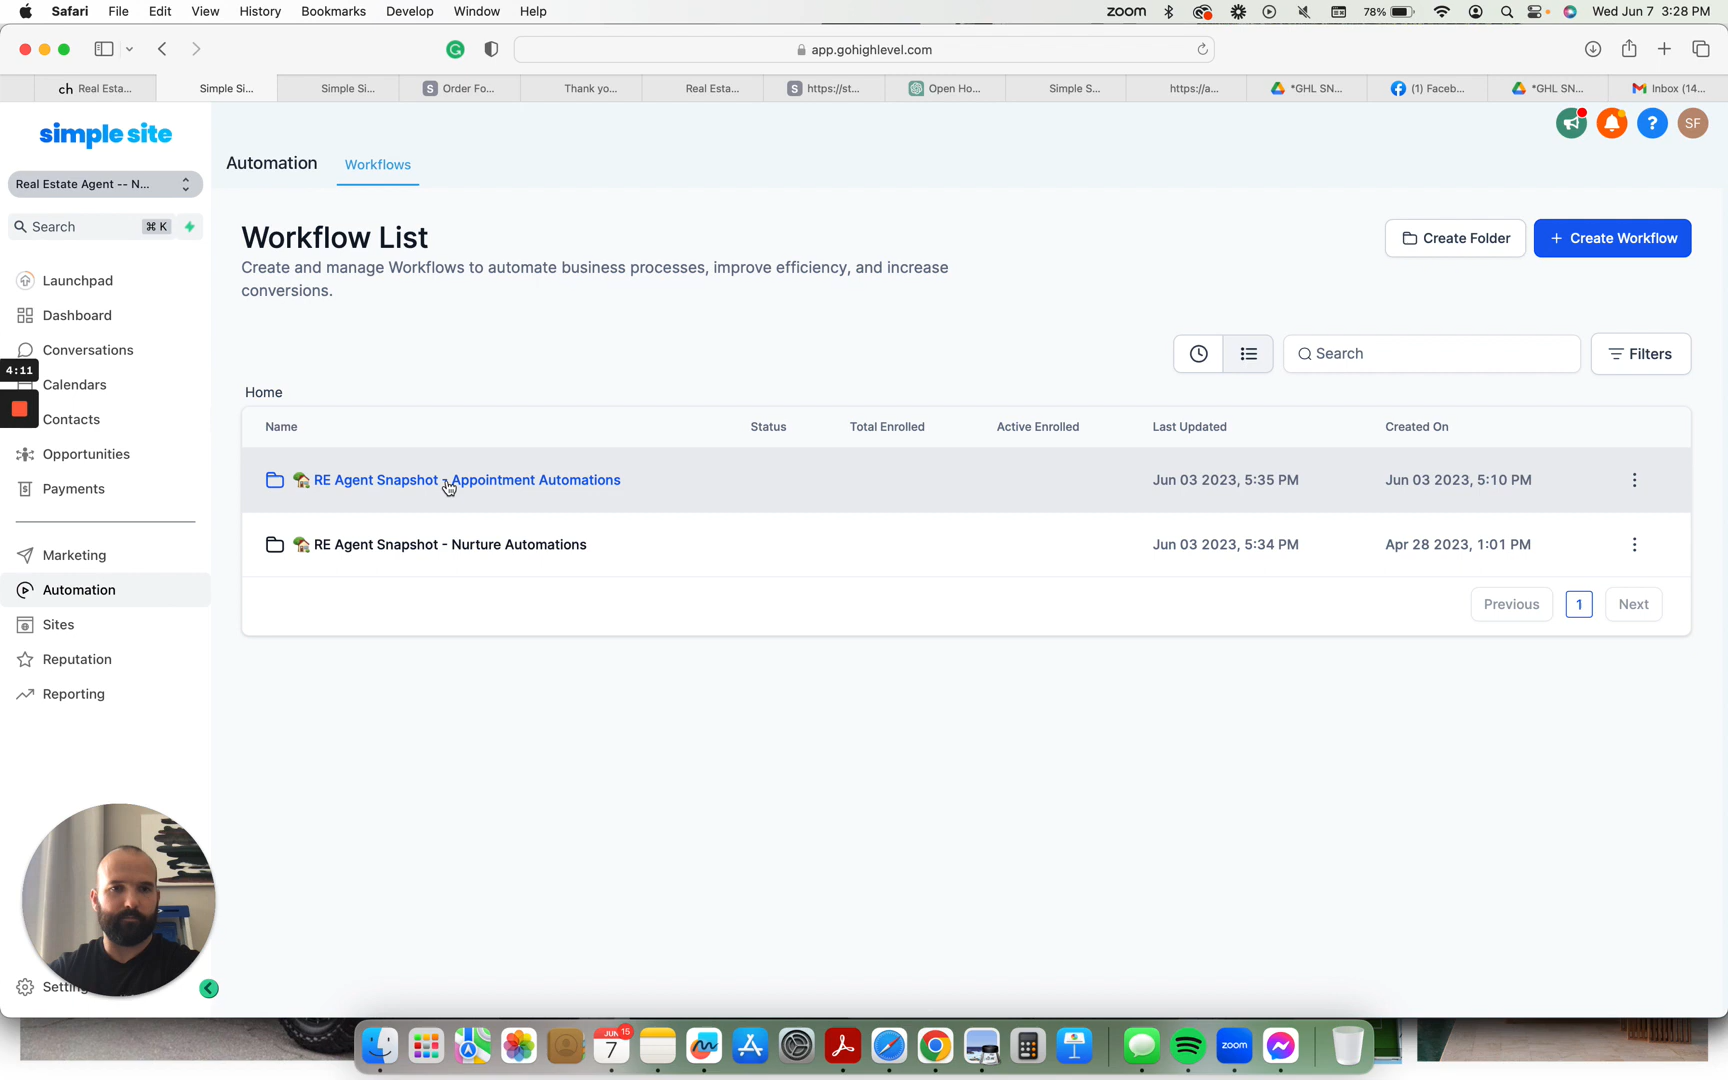 Safari File Edit View History Bookmarks Develop Window Help
zoom 78% Wed Jun 7 3:28 PM
app.gohighlevel.com
ch Real Esta...
Simple Si...
Simple Si...
S Order Fo...
Thank yo...
Real Esta...
S https://st...
Open Ho...
Simple S...
https://a...
*GHL SN...
(1) Faceb...
*GHL SN...
Inbox (14...
simple site
Real Estate Agent -- N...
Search ⌘ K
Launchpad
Dashboard
Conversations
4:11
Calendars
Contacts
Opportunities
Payments
Marketing
Automation
Sites
Reputation
Reporting
Automation Workflows
SF
Workflow List
Create and manage Workflows to automate business processes, improve efficiency, and increase
conversions.
Create Folder
+ Create Workflow
Search
Filters
Home
Name Status Total Enrolled Active Enrolled Last Updated Created On
RE Agent Snapshot - Appointment Automations Jun 03 2023, 5:35 PM Jun 03 2023, 5:10 PM
RE Agent Snapshot - Nurture Automations Jun 03 2023, 5:34 PM Apr 28 2023, 1:01 PM
Previous 1 Next
JUN 15
7
zoom